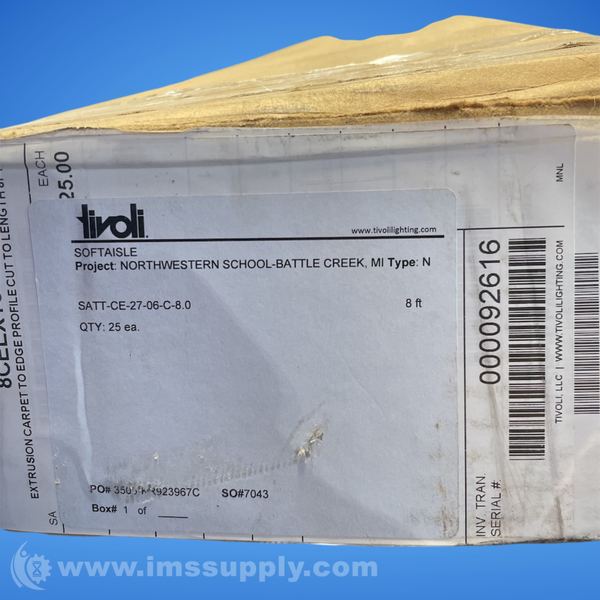 tivoli.
www.tivolilighting.com
SOFTAISLE
Project: NORTHWESTERN SCHOOL-BATTLE CREEK, MI Type: N
SATT-CE-27-06-C-8.0 8 ft
QTY: 25 ea.
PO# SO#7043
Box# 1 of
EXTRUSION CARPET TO EDGE PROFILE CUT TO LENGTH
SA
EACH
25.00
MNL
000092616
INV. TRAN.
SERIAL #:
TIVOLI, LLC | WWW.TIVOLILIGHTING.COM
www.imssupply.com